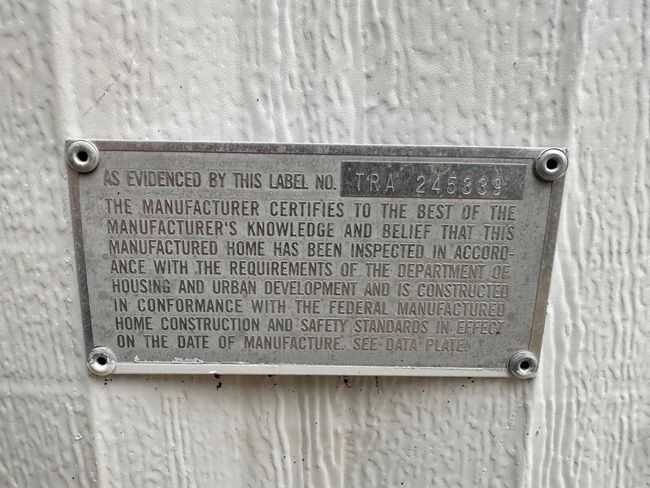 AS EVIDENCED BY THIS LABEL NO. TRA 245339
THE MANUFACTURER CERTIFIES TO THE BEST OF THE
MANUFACTURER'S KNOWLEDGE AND BELIEF THAT THIS
MANUFACTURED HOME HAS BEEN INSPECTED IN ACCORD-
ANCE WITH THE REQUIREMENTS OF THE DEPARTMENT OF
HOUSING AND URBAN DEVELOPMENT AND IS CONSTRUCTED
IN CONFORMANCE WITH THE FEDERAL MANUFACTURED
HOME CONSTRUCTION AND SAFETY STANDARDS IN EFFECT
ON THE DATE OF MANUFACTURE. SEE DATA PLATE.